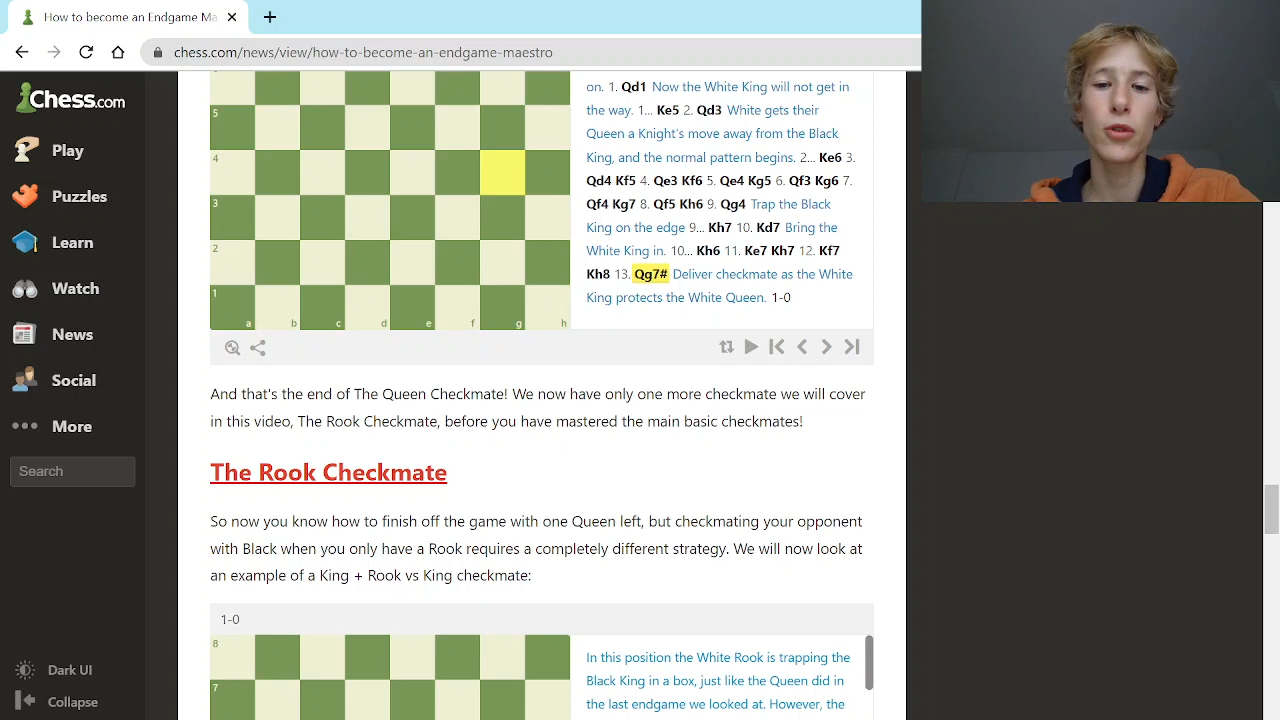 How to become an Endgame Ma
chess.com/news/view/how-to-become-an-endgame-maestro
Chess.com
Play
Puzzles
Learn
Watch
News
Social
More
Search
Dark UI
Collapse
5
4
3
2
1
a b c d e f g h
on. 1. Qd1 Now the White King will not get in
the way. 1... Ke5 2. Qd3 White gets their
Queen a Knight's move away from the Black
King, and the normal pattern begins. 2... Ke6 3.
Qd4 Kf5 4. Qe3 Kf6 5. Qe4 Kg5 6. Qf3 Kg6 7.
Qf4 Kg7 8. Qf5 Kh6 9. Qg4 Trap the Black
King on the edge 9... Kh7 10. Kd7 Bring the
White King in. 10... Kh6 11. Ke7 Kh7 12. Kf7
Kh8 13. Qg7# Deliver checkmate as the White
King protects the White Queen. 1-0
And that's the end of The Queen Checkmate! We now have only one more checkmate we will cover
in this video, The Rook Checkmate, before you have mastered the main basic checkmates!
The Rook Checkmate
So now you know how to finish off the game with one Queen left, but checkmating your opponent
with Black when you only have a Rook requires a completely different strategy. We will now look at
an example of a King + Rook vs King checkmate:
1-0
8
7
In this position the White Rook is trapping the
Black King in a box, just like the Queen did in
the last endgame we looked at. However, the